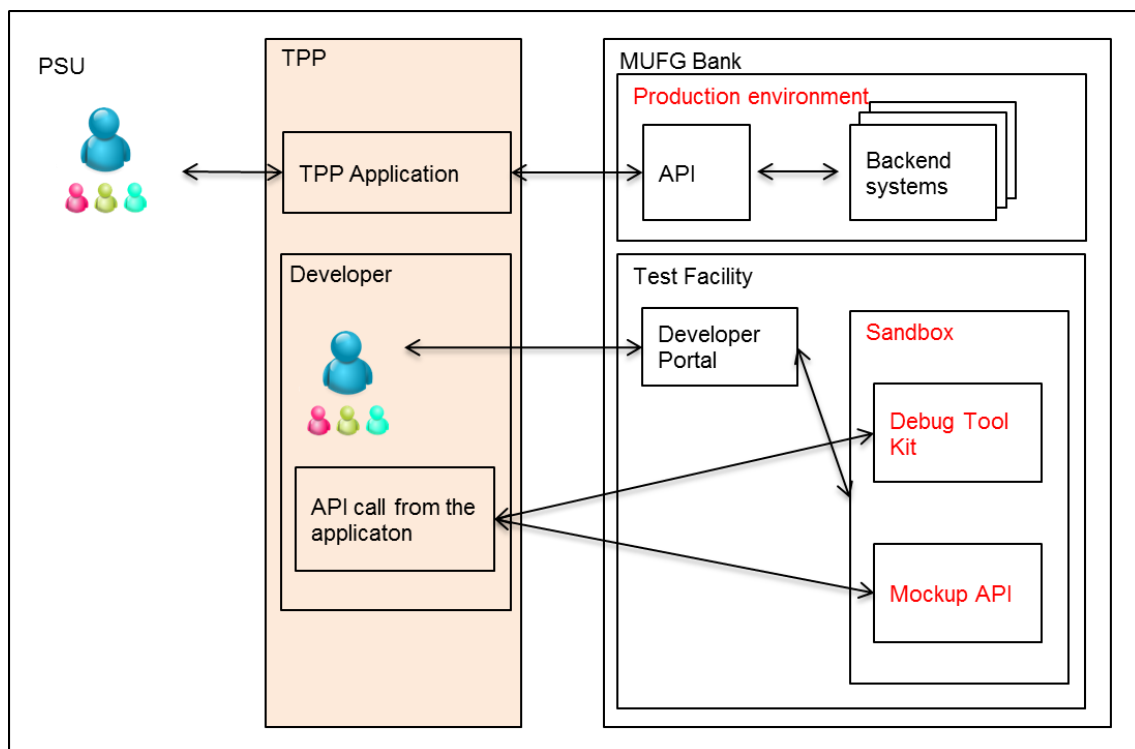 PSU
TPP
MUFG Bank
Production environment
TPP Application
API
Backend
systems
Developer
Test Facility
Developer
Portal
Sandbox
Debug Tool
Kit
API call from the
applicaton
Mockup API